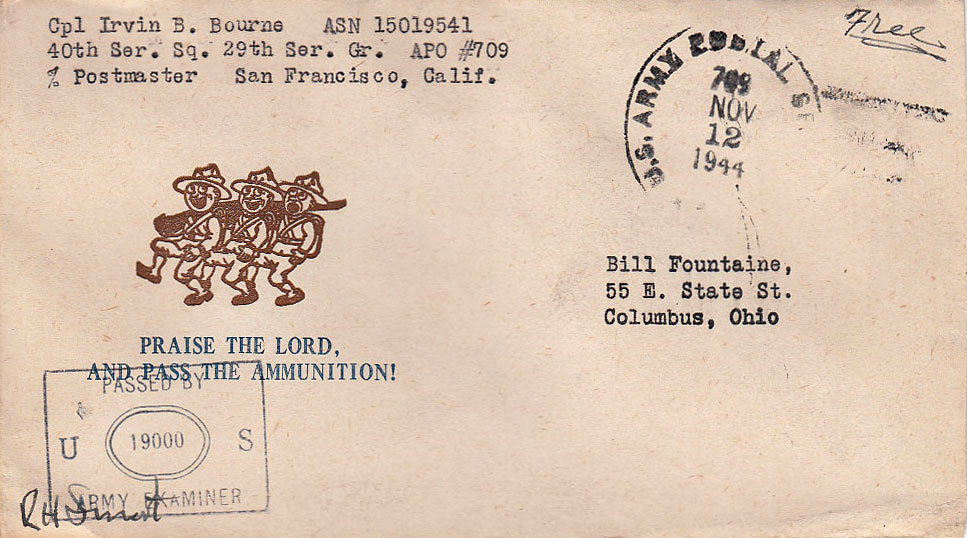 Cpl Irvin B. Bourne ASN 15019541
40th Ser. Sq. 29th Ser. Gr. APO #709
% Postmaster San Francisco, Calif.
Free
U.S. ARMY POSTAL SE
709
NOV
12
1944
Bill Fountaine,
55 E. State St.
Columbus, Ohio
PRAISE THE LORD,
AND PASS THE AMMUNITION!
PASSED BY
U 19000 S
ARMY EXAMINER
R H